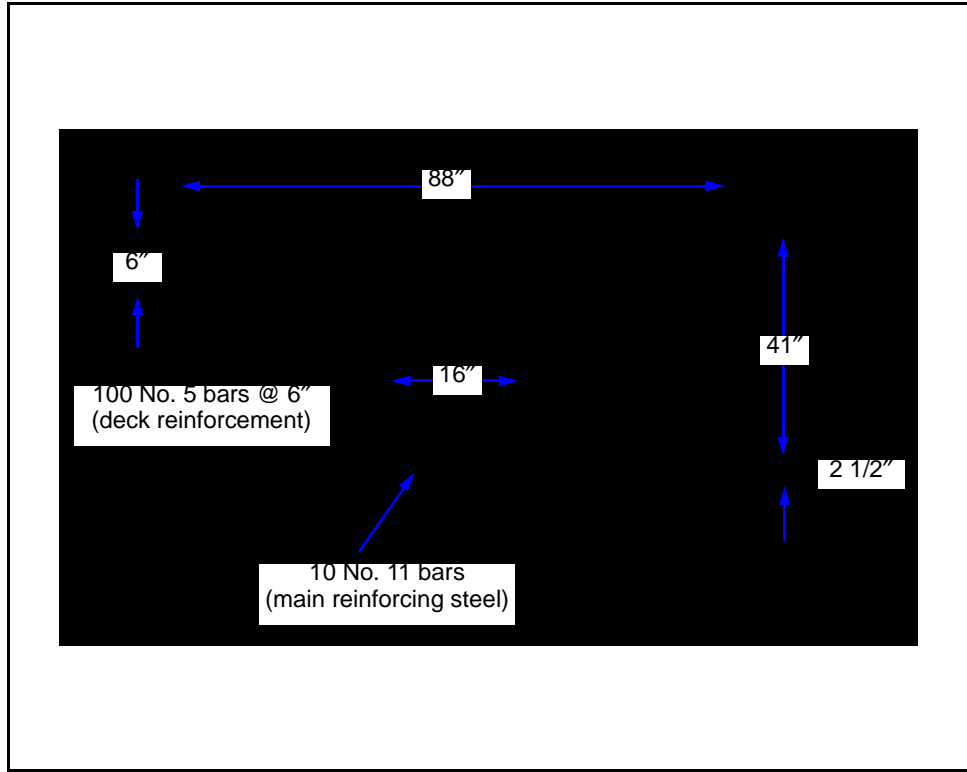 88″
6″
41″
16″
100 No. 5 bars @ 6″
(deck reinforcement)
2 1/2″
10 No. 11 bars
(main reinforcing steel)